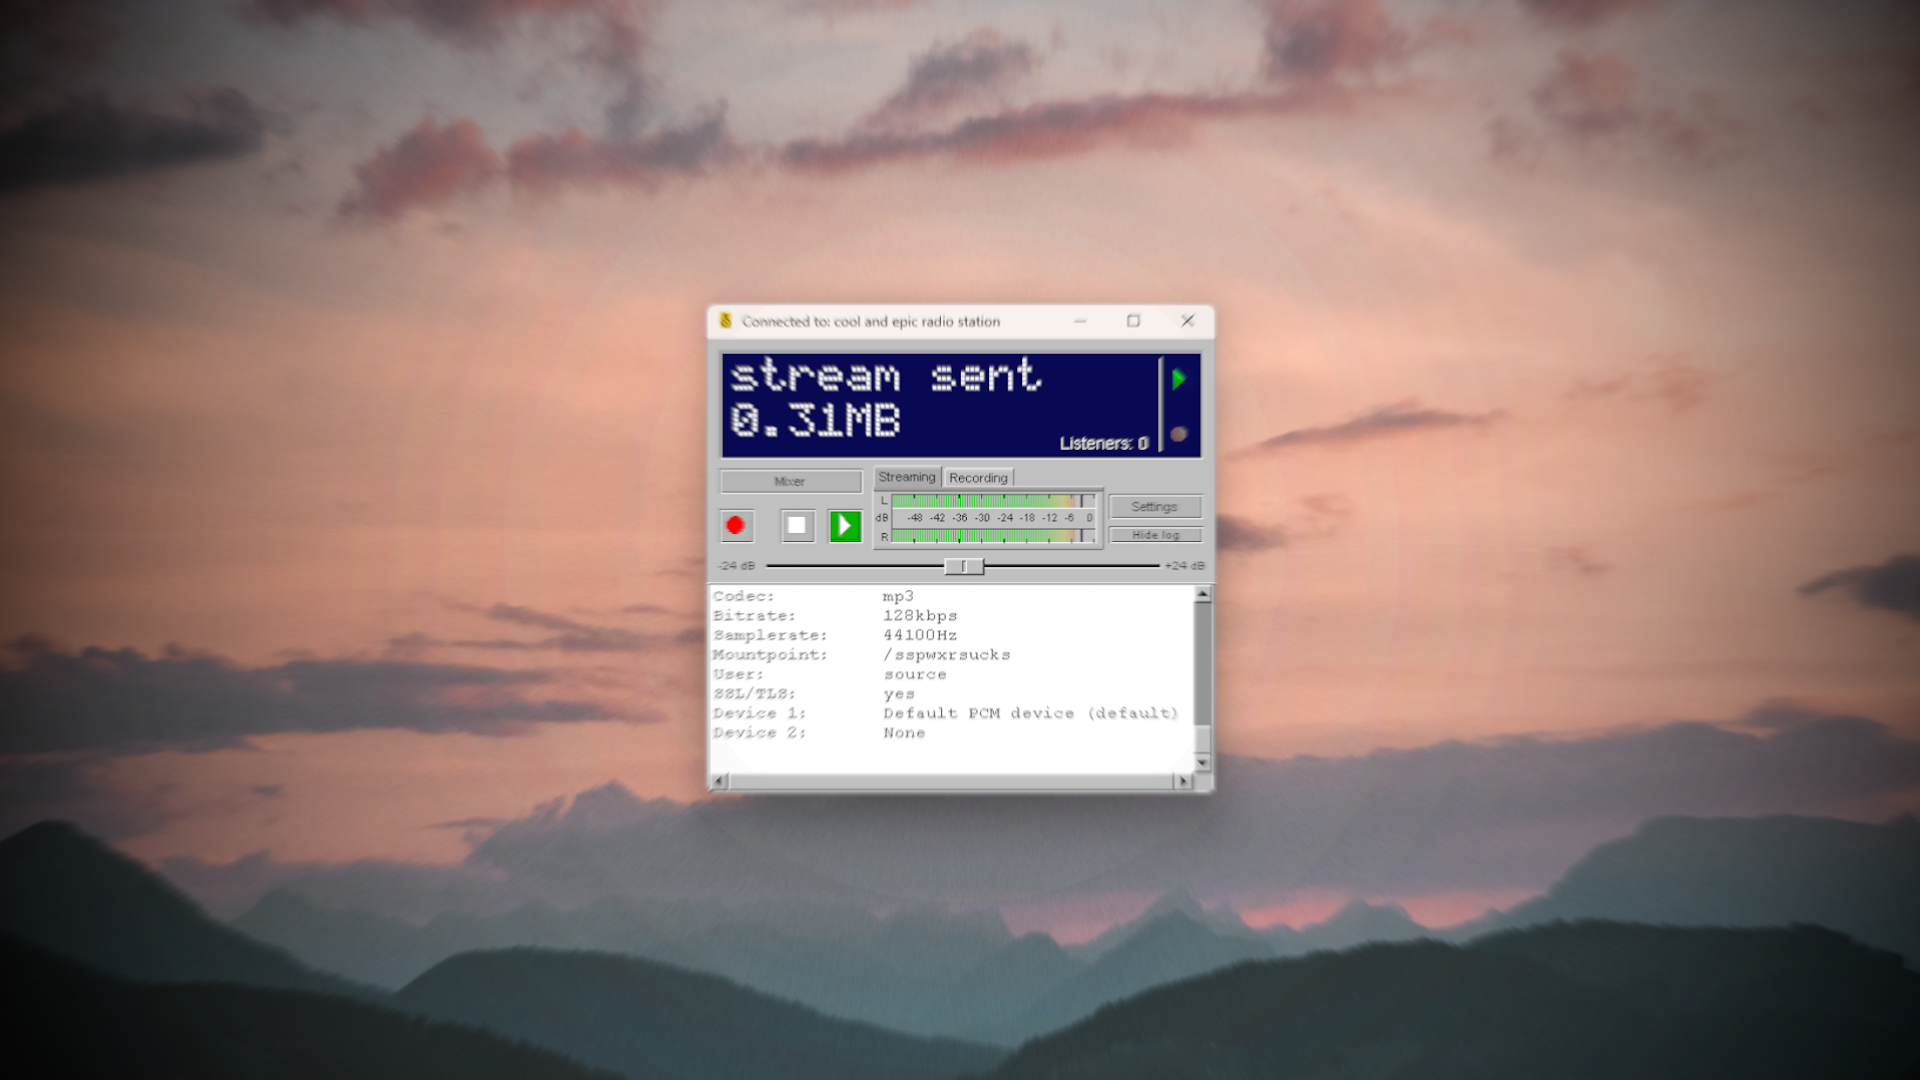 Connected to: cool and epic radio station
stream sent
0.31MB
Listeners: 0
Mixer
Streaming Recording
L
dB -48 -42 -36 -30 -24 -18 -12 -6 0
R
Settings
Hide log
-24 dB +24 dB
Codec: mp3
Bitrate: 128kbps
Samplerate: 44100Hz
Mountpoint: /sspwxrsucks
User: source
SSL/TLS: yes
Device 1: Default PCM device (default)
Device 2: None